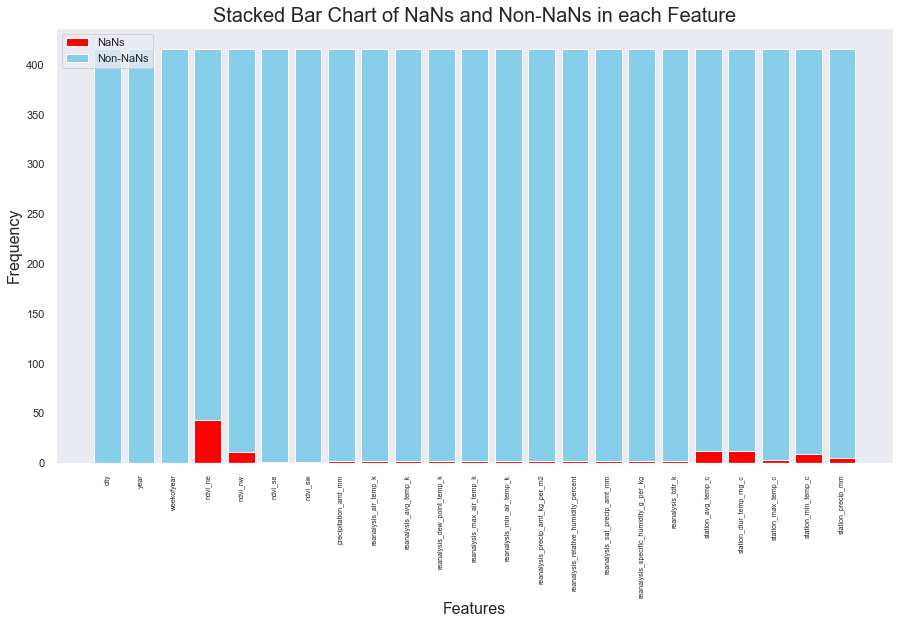 Stacked Bar Chart of NaNs and Non-NaNs in each Feature
NaNs
Non-NaNs
Frequency
400
350
300
250
200
150
100
50
0
city
year
weekofyear
ndvi_ne
ndvi_nw
ndvi_se
ndvi_sw
precipitation_amt_mm
reanalysis_air_temp_k
reanalysis_avg_temp_k
reanalysis_dew_point_temp_k
reanalysis_max_air_temp_k
reanalysis_min_air_temp_k
reanalysis_precip_amt_kg_per_m2
reanalysis_relative_humidity_percent
reanalysis_sat_precip_amt_mm
reanalysis_specific_humidity_g_per_kg
reanalysis_tdtr_k
station_avg_temp_c
station_diur_temp_rng_c
station_max_temp_c
station_min_temp_c
station_precip_mm
Features